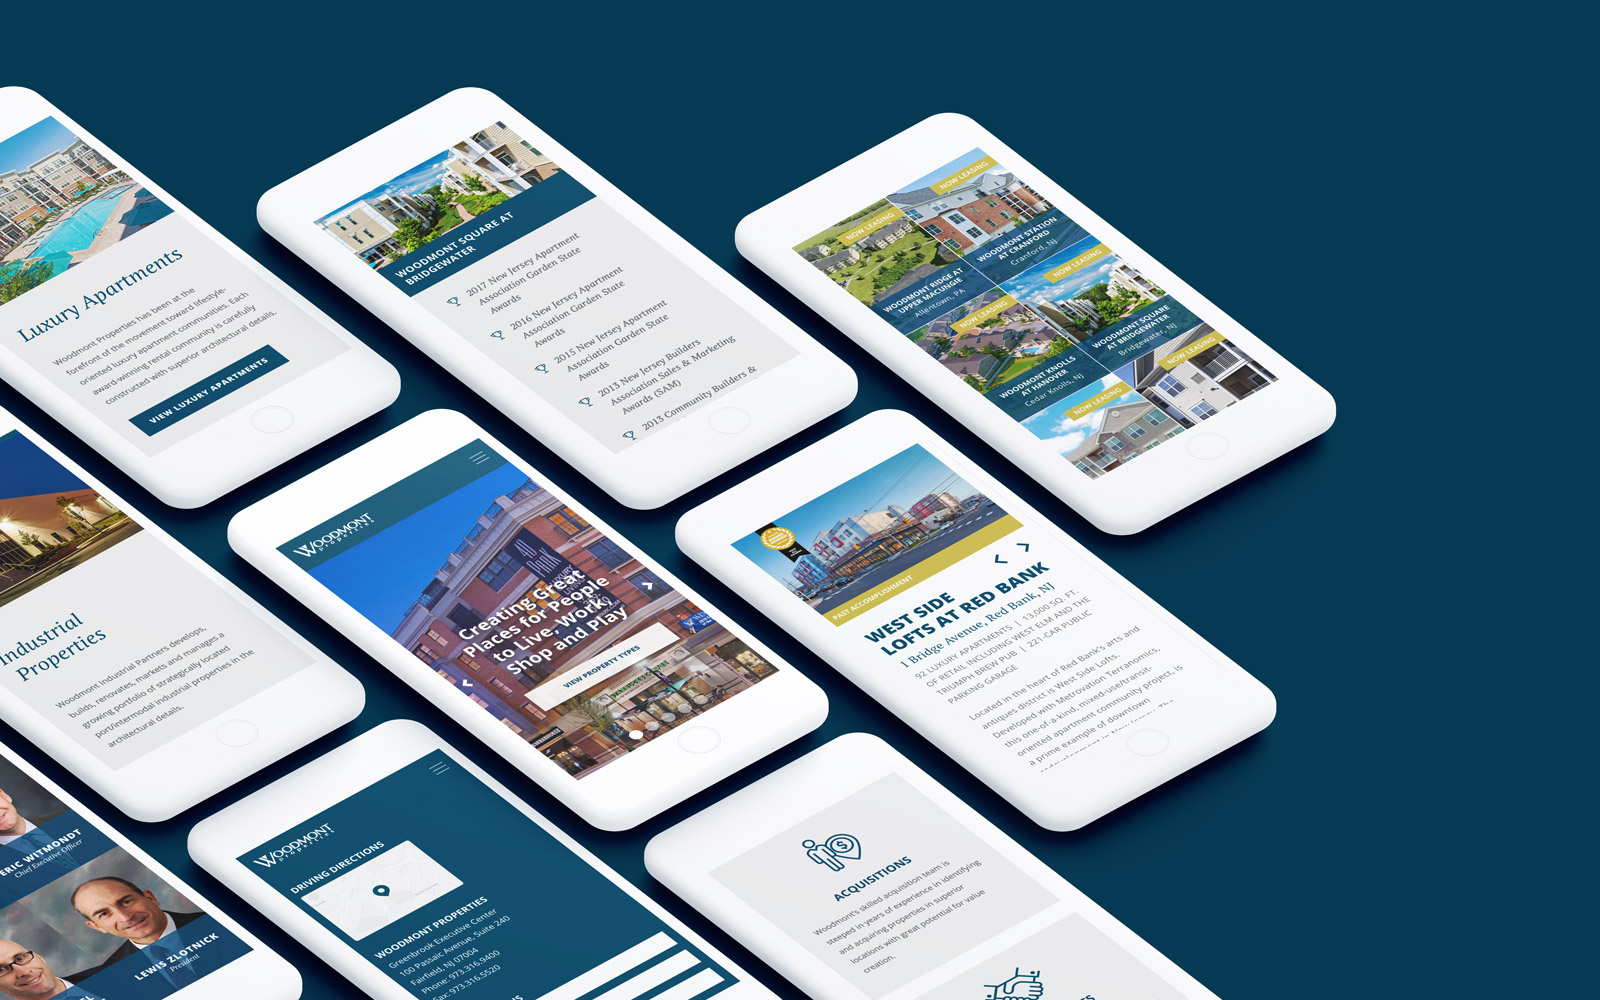 Luxury Apartments
Woodmont Properties has been at the
forefront of the movement toward lifestyle-
oriented luxury apartment communities. Each
award-winning rental community is carefully
constructed with superior architectural details.
VIEW LUXURY APARTMENTS
WOODMONT SQUARE AT
BRIDGEWATER
2017 New Jersey Apartment
Association Garden State
Awards
2016 New Jersey Apartment
Association Garden State
Awards
2015 New Jersey Apartment
Association Garden State
Awards
2013 New Jersey Builders
Association Sales & Marketing
Awards (SAM)
2013 Community Builders &
NOW LEASING
WOODMONT STATION
AT CRANFORD
Cranford, NJ
NOW LEASING
WOODMONT RIDGE AT
UPPER MACUNGIE
Allentown, PA
NOW LEASING
WOODMONT SQUARE
AT BRIDGEWATER
Bridgewater, NJ
NOW LEASING
WOODMONT KNOLLS
AT HANOVER
Cedar Knolls, NJ
NOW LEASING
NOW LEASING
Industrial
Properties
Woodmont Industrial Partners develops,
builds, renovates, markets and manages a
growing portfolio of strategically located
port/intermodal industrial properties in the
architectural details.
WOODMONT
properties
Creating Great
Places for People
to Live, Work,
Shop and Play
VIEW PROPERTY TYPES
PAST ACCOMPLISHMENT
WEST SIDE
LOFTS AT RED BANK
1 Bridge Avenue, Red Bank, NJ
92 LUXURY APARTMENTS | 13,000 SQ. FT.
OF RETAIL INCLUDING WEST ELM AND THE
TRIUMPH BREW PUB | 221-CAR PUBLIC
PARKING GARAGE
Located in the heart of Red Bank's arts and
antiques district is West Side Lofts.
Developed with Metrovation Terranomics,
this one-of-a-kind, mixed-use/transit-
oriented apartment community project, is
a prime example of downtown
ERIC WITMONDT
Chief Executive Officer
LEWIS ZLOTNICK
President
WOODMONT
properties
DRIVING DIRECTIONS
WOODMONT PROPERTIES
Greenbrook Executive Center
100 Passaic Avenue, Suite 240
Fairfield, NJ 07004
Phone: 973.316.9400
Fax: 973.316.5520
ACQUISITIONS
Woodmont's skilled acquisition team is
steeped in years of experience in identifying
and acquiring properties in superior
locations with great potential for value
creation.